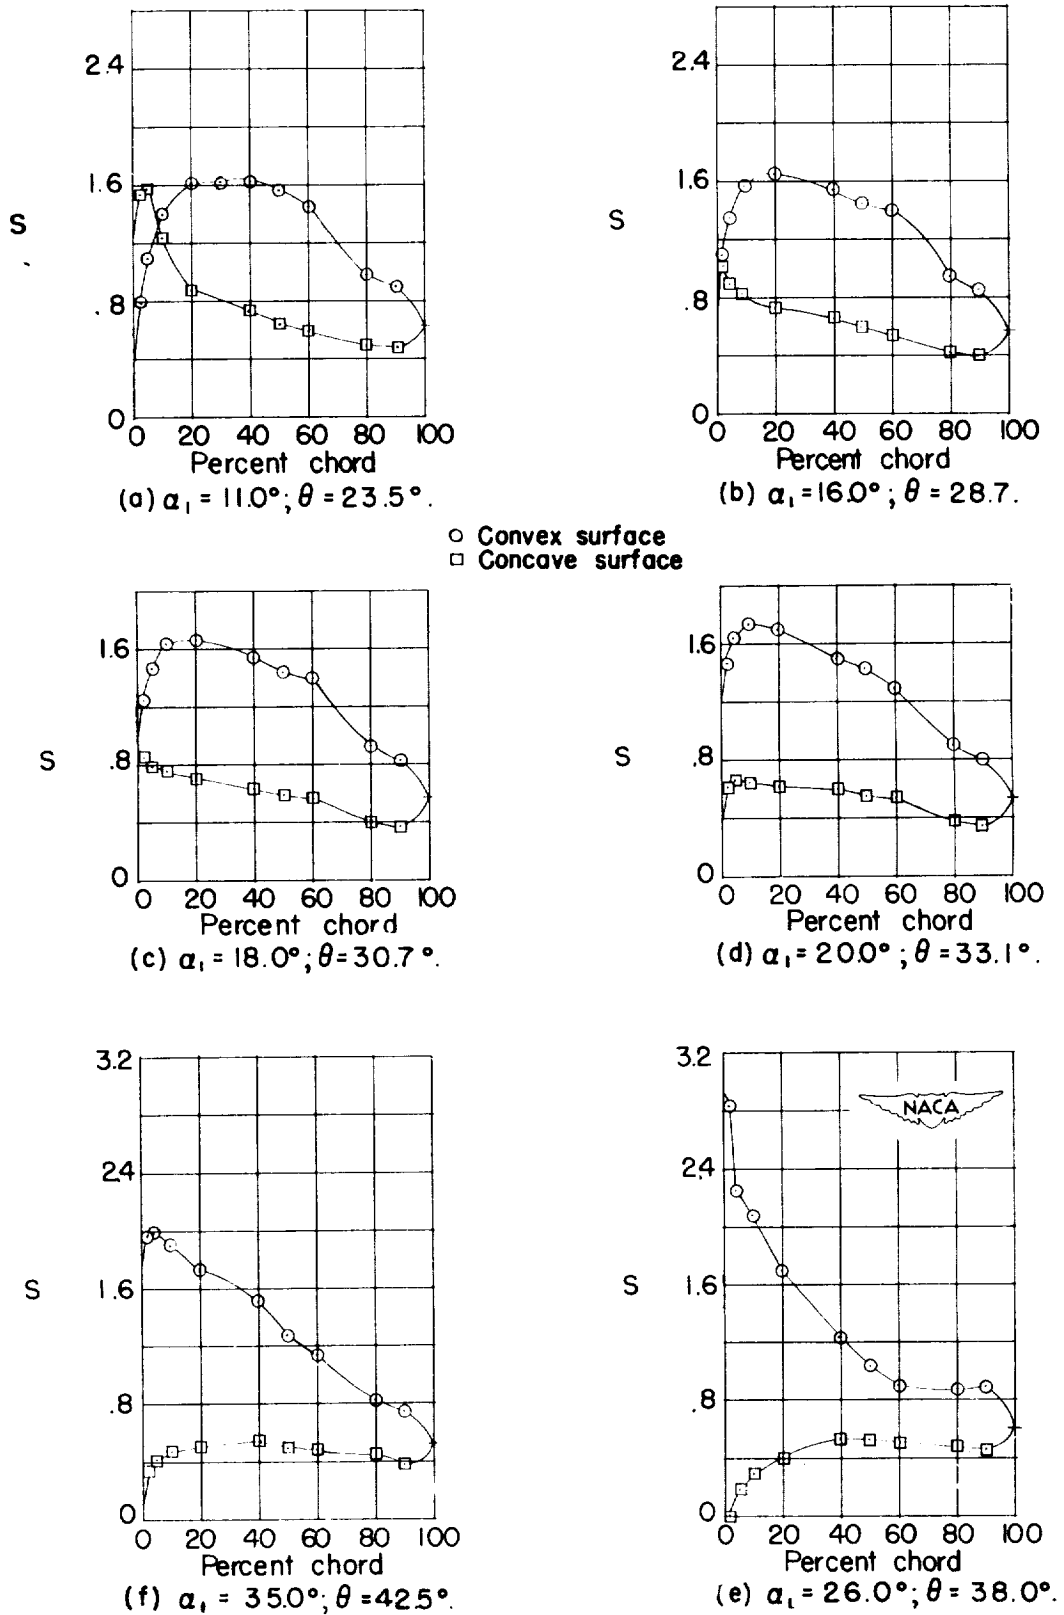 2.4
1.6
S
.8
0
0 20 40 60 80 100
Percent chord
(a) α₁ = 11.0°; θ = 23.5°.
2.4
1.6
S
.8
0
0 20 40 60 80 100
Percent chord
(b) α₁ = 16.0°; θ = 28.7.
Convex surface
Concave surface
1.6
S
.8
0
0 20 40 60 80 100
Percent chord
(c) α₁ = 18.0°; θ = 30.7°.
1.6
S
.8
0
0 20 40 60 80 100
Percent chord
(d) α₁ = 20.0°; θ = 33.1°.
3.2
2.4
S
1.6
.8
0
0 20 40 60 80 100
Percent chord
(f) α₁ = 35.0°; θ = 42.5°.
3.2
NACA
2.4
S
1.6
.8
0
0 20 40 60 80 100
Percent chord
(e) α₁ = 26.0°; θ = 38.0°.